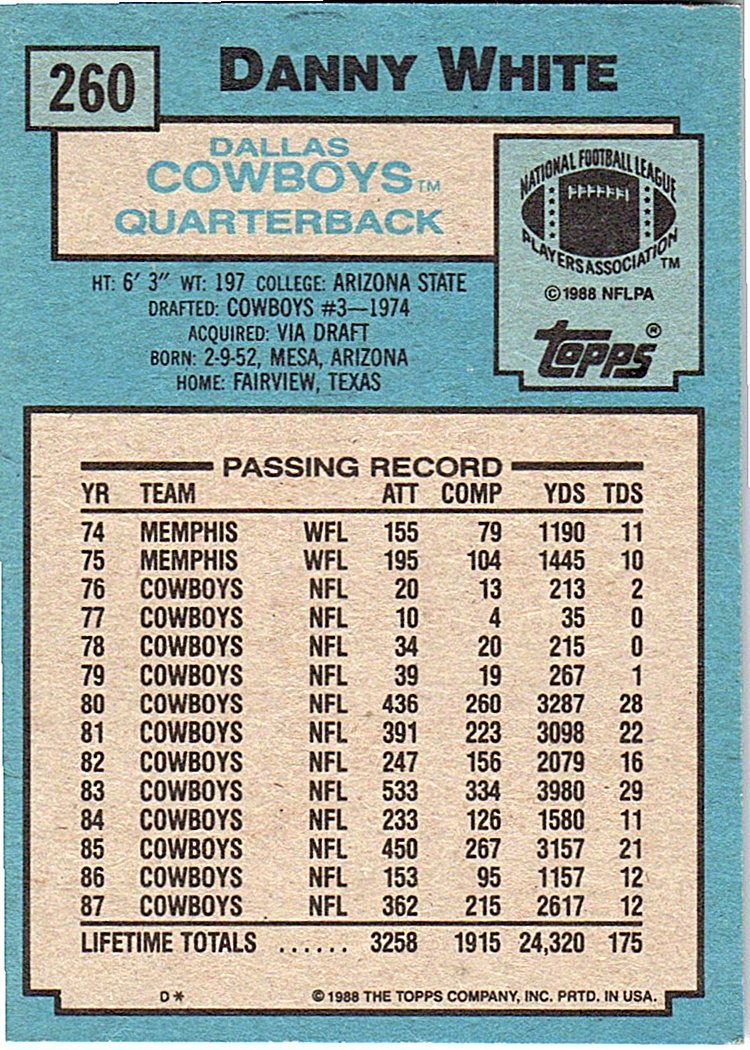 260
DANNY WHITE
DALLAS
COWBOYS™
QUARTERBACK
NATIONAL FOOTBALL LEAGUE
PLAYERS ASSOCIATION™
©1988 NFLPA
topps®
HT: 6' 3" WT: 197 COLLEGE: ARIZONA STATE
DRAFTED: COWBOYS #3—1974
ACQUIRED: VIA DRAFT
BORN: 2-9-52, MESA, ARIZONA
HOME: FAIRVIEW, TEXAS
PASSING RECORD
YR TEAM ATT COMP YDS TDS
74 MEMPHIS WFL 155 79 1190 11
75 MEMPHIS WFL 195 104 1445 10
76 COWBOYS NFL 20 13 213 2
77 COWBOYS NFL 10 4 35 0
78 COWBOYS NFL 34 20 215 0
79 COWBOYS NFL 39 19 267 1
80 COWBOYS NFL 436 260 3287 28
81 COWBOYS NFL 391 223 3098 22
82 COWBOYS NFL 247 156 2079 16
83 COWBOYS NFL 533 334 3980 29
84 COWBOYS NFL 233 126 1580 11
85 COWBOYS NFL 450 267 3157 21
86 COWBOYS NFL 153 95 1157 12
87 COWBOYS NFL 362 215 2617 12
LIFETIME TOTALS ...... 3258 1915 24,320 175
D* ©1988 THE TOPPS COMPANY, INC. PRTD. IN USA.